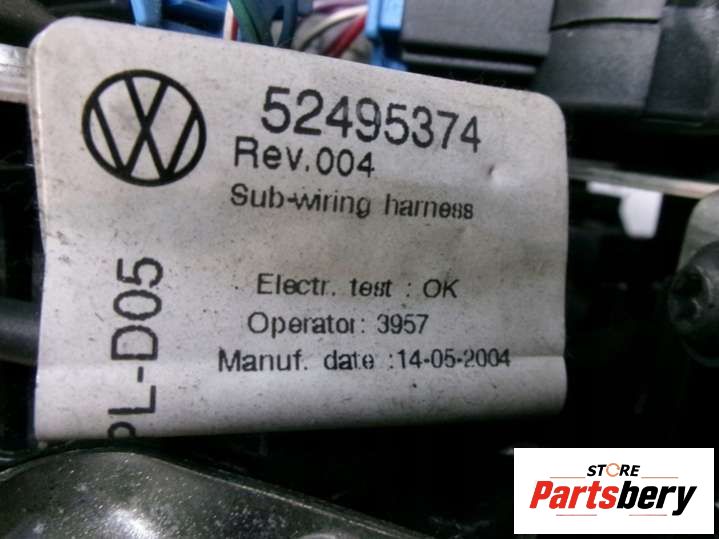 52495374
Rev.004
Sub-wiring harness
Electr. test : OK
Operator: 3957
Manuf. date :14-05-2004
PL-D05
STORE
Partsbery